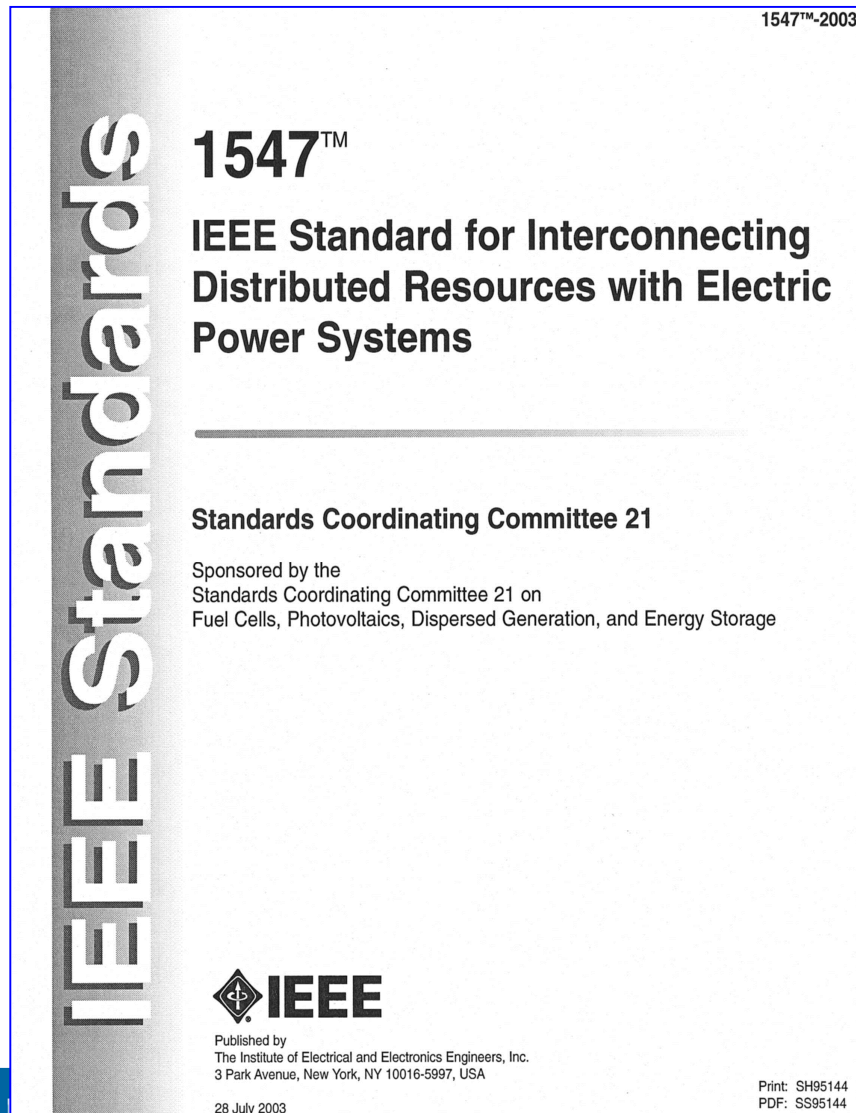 1547™-2003
IEEE Standards
1547™
IEEE Standard for Interconnecting
Distributed Resources with Electric
Power Systems
Standards Coordinating Committee 21
Sponsored by the
Standards Coordinating Committee 21 on
Fuel Cells, Photovoltaics, Dispersed Generation, and Energy Storage
IEEE
Published by
The Institute of Electrical and Electronics Engineers, Inc.
3 Park Avenue, New York, NY 10016-5997, USA
28 July 2003
Print: SH95144
PDF: SS95144